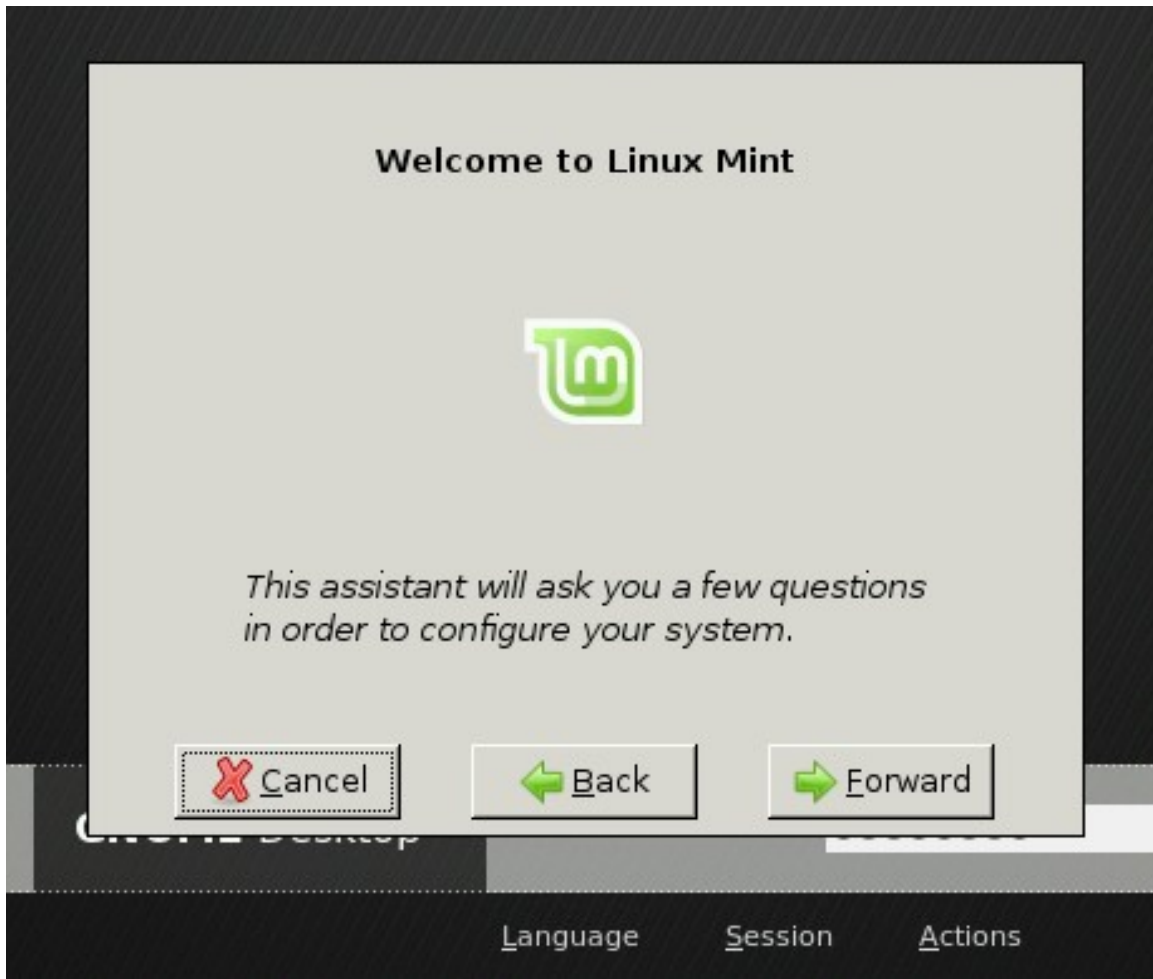 Welcome to Linux Mint
This assistant will ask you a few questions
in order to configure your system.
Cancel
Back
Forward
GNOME Desktop
Language
Session
Actions